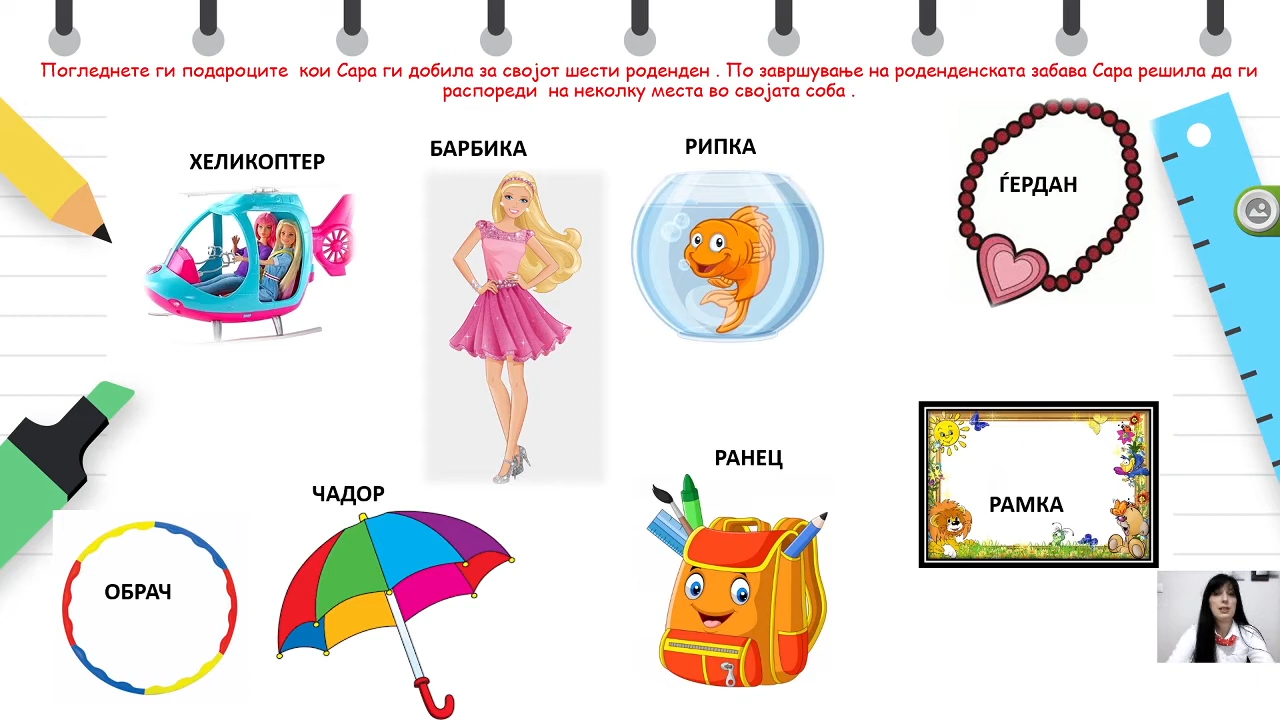 Погледнете ги подароците кои Сара ги добила за својот шести роденден . По завршување на роденденската забава Сара решила да ги
распореди на неколку места во својата соба .
ХЕЛИКОПТЕР
БАРБИКА
РИПКА
ЃЕРДАН
ЧАДОР
РАНЕЦ
РАМКА
ОБРАЧ